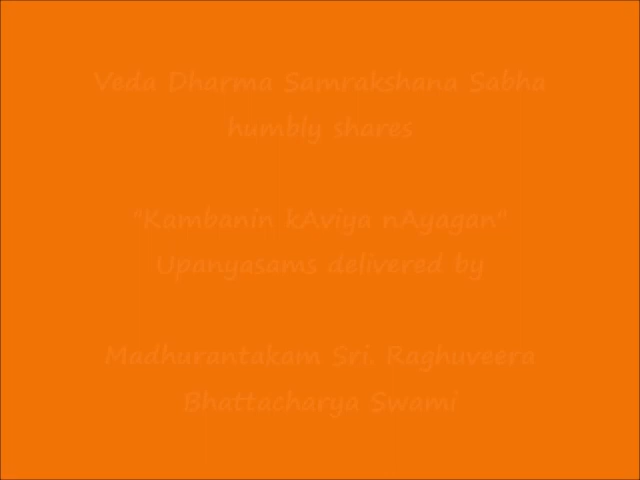 Veda Dharma Samrakshana Sabha
humbly shares
"Kambanin kAviya nAyagan"
Upanyasams delivered by
Madhurantakam Sri. Raghuveera
Bhattacharya Swami